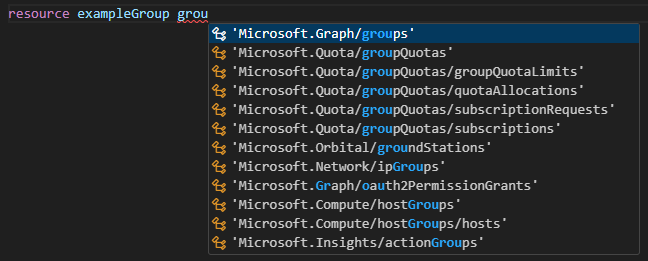 resource exampleGroup grou
'Microsoft.Graph/groups'
'Microsoft.Quota/groupQuotas'
'Microsoft.Quota/groupQuotas/groupQuotaLimits'
'Microsoft.Quota/groupQuotas/quotaAllocations'
'Microsoft.Quota/groupQuotas/subscriptionRequests'
'Microsoft.Quota/groupQuotas/subscriptions'
'Microsoft.Orbital/groundStations'
'Microsoft.Network/ipGroups'
'Microsoft.Graph/oauth2PermissionGrants'
'Microsoft.Compute/hostGroups'
'Microsoft.Compute/hostGroups/hosts'
'Microsoft.Insights/actionGroups'